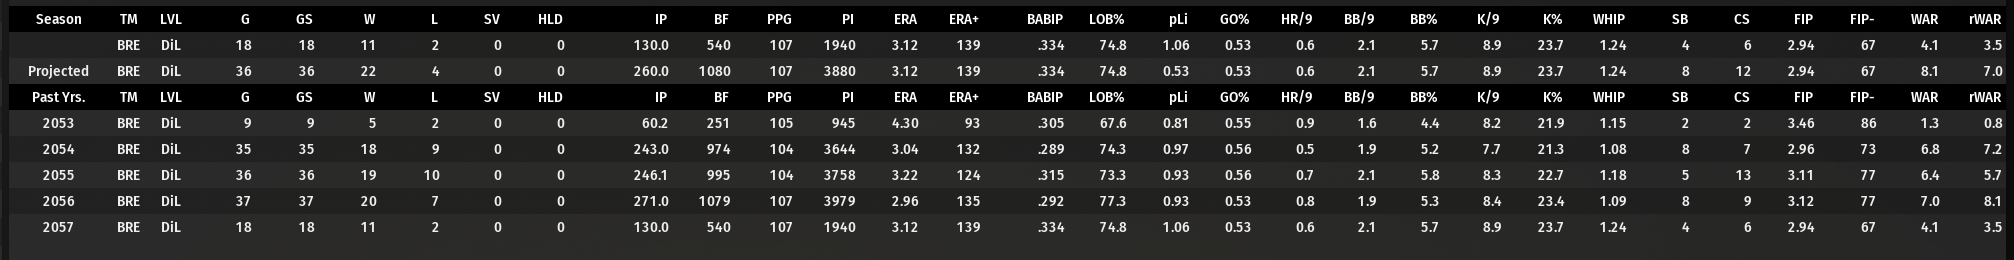 Season TM LVL G GS W L SV HLD IP BF PPG PI ERA ERA+ BABIP LOB% pLi GO% HR/9 BB/9 BB% K/9 K% WHIP SB CS FIP FIP- WAR rWAR
BRE DiL 18 18 11 2 0 0 130.0 540 107 1940 3.12 139 .334 74.8 1.06 0.53 0.6 2.1 5.7 8.9 23.7 1.24 4 6 2.94 67 4.1 3.5
Projected BRE DiL 36 36 22 4 0 0 260.0 1080 107 3880 3.12 139 .334 74.8 0.53 0.53 0.6 2.1 5.7 8.9 23.7 1.24 8 12 2.94 67 8.1 7.0
Past Yrs. TM LVL G GS W L SV HLD IP BF PPG PI ERA ERA+ BABIP LOB% pLi GO% HR/9 BB/9 BB% K/9 K% WHIP SB CS FIP FIP- WAR rWAR
2053 BRE DiL 9 9 5 2 0 0 60.2 251 105 945 4.30 93 .305 67.6 0.81 0.55 0.9 1.6 4.4 8.2 21.9 1.15 2 2 3.46 86 1.3 0.8
2054 BRE DiL 35 35 18 9 0 0 243.0 974 104 3644 3.04 132 .289 74.3 0.97 0.56 0.5 1.9 5.2 7.7 21.3 1.08 8 7 2.96 73 6.8 7.2
2055 BRE DiL 36 36 19 10 0 0 246.1 995 104 3758 3.22 124 .315 73.3 0.93 0.56 0.7 2.1 5.8 8.3 22.7 1.18 5 13 3.11 77 6.4 5.7
2056 BRE DiL 37 37 20 7 0 0 271.0 1079 107 3979 2.96 135 .292 77.3 0.93 0.53 0.8 1.9 5.3 8.4 23.4 1.09 8 9 3.12 77 7.0 8.1
2057 BRE DiL 18 18 11 2 0 0 130.0 540 107 1940 3.12 139 .334 74.8 1.06 0.53 0.6 2.1 5.7 8.9 23.7 1.24 4 6 2.94 67 4.1 3.5